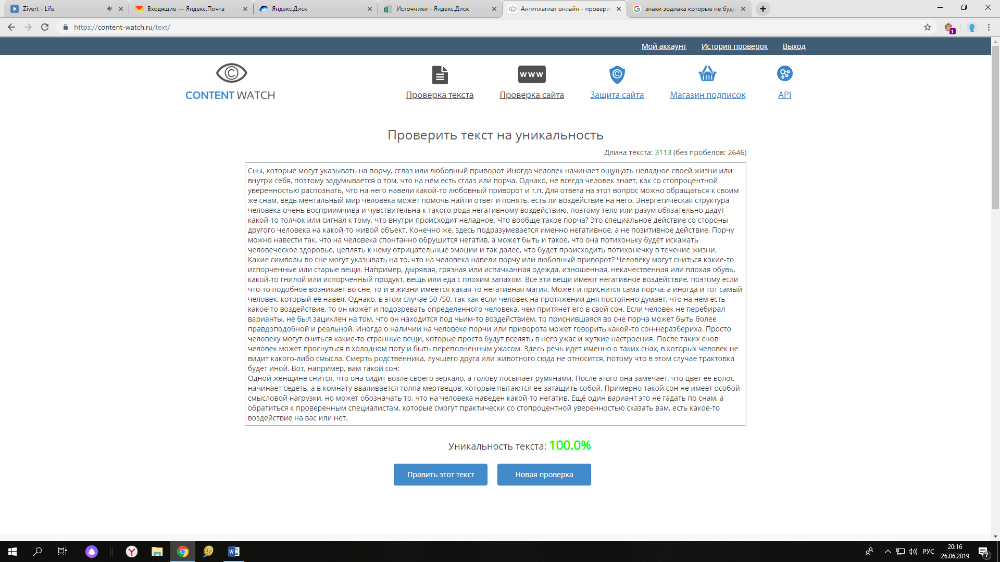 Zivert - Life
Входящие — Яндекс.Почта
Яндекс.Диск
Источники - Яндекс.Диск
Антиплагиат онлайн - проверит
знаки зодиака которые не буду
https://content-watch.ru/text/
1
Мой аккаунт
История проверок
Выход
CONTENT WATCH
www
Проверка текста
Проверка сайта
Защита сайта
Магазин подписок
API
Проверить текст на уникальность
Длина текста: 3113 (без пробелов: 2646)
Сны, которые могут указывать на порчу, сглаз или любовный приворот Иногда человек начинает ощущать неладное своей жизни или
внутри себя, поэтому задумывается о том, что на нём есть сглаз или порча. Однако, не всегда человек знает, как со стопроцентной
уверенностью распознать, что на него навели какой-то любовный приворот и т.п. Для ответа на этот вопрос можно обращаться к своим
же снам, ведь ментальный мир человека может помочь найти ответ и понять, есть ли воздействие на него. Энергетическая структура
человека очень восприимчива и чувствительна к такого рода негативному воздействию, поэтому тело или разум обязательно дадут
какой-то толчок или сигнал к тому, что внутри происходит неладное. Что вообще такое порча? Это специальное действие со стороны
другого человека на какой-то живой объект. Конечно же, здесь подразумевается именно негативное, а не позитивное действие. Порчу
можно навести так, что на человека спонтанно обрушится негатив, а может быть и такое, что она потихоньку будет искажать
человеческое здоровье, цеплять к нему отрицательные эмоции и так далее, что будет происходить потихонечку в течение жизни.
Какие символы во сне могут указывать на то, что на человека навели порчу или любовный приворот? Человеку могут сниться какие-то
испорченные или старые вещи. Например, дырявая, грязная или испачканная одежда, изношенная, некачественная или плохая обувь,
какой-то гнилой или испорченный продукт, вещь или еда с плохим запахом. Все эти вещи имеют негативное воздействие, поэтому если
что-то подобное возникает во сне, то и в жизни имеется какая-то негативная магия. Может и приснится сама порча, а иногда и тот самый
человек, который её навёл. Однако, в этом случае 50 /50, так как если человек на протяжении дня постоянно думает, что на нем есть
какое-то воздействие, то он может и подозревать определенного человека, чем притянет его в свой сон. Если человек не перебирал
варианты, не был зациклен на том, что он находится под чьим-то воздействием, то приснившаяся во сне порча может быть более
правдоподобной и реальной. Иногда о наличии на человеке порчи или приворота может говорить какой-то сон-неразбериха. Просто
человеку могут сниться какие-то странные вещи, которые просто будут вселять в него ужас и жуткие настроения. После таких снов
человек может проснуться в холодном поту и быть переполненным ужасом. Здесь речь идет именно о таких снах, в которых человек не
видит какого-либо смысла. Смерть родственника, лучшего друга или животного сюда не относится, потому что в этом случае трактовка
будет иной. Вот, например, вам такой сон:
Одной женщине снится, что она сидит возле своего зеркало, а голову посыпает румянами. После этого она замечает, что цвет ее волос
начинает седеть, а в комнату вваливается толпа мертвецов, которые пытаются ее затащить собой. Примерно такой сон не имеет особой
смысловой нагрузки, но может обозначать то, что на человека наведен какой-то негатив. Ещё один вариант это не гадать по снам, а
обратиться к проверенным специалистам, которые смогут практически со стопроцентной уверенностью сказать вам, есть какое-то
воздействие на вас или нет.
Уникальность текста: 100.0%
Править этот текст
Новая проверка
РУС
20:16
26.06.2019
7